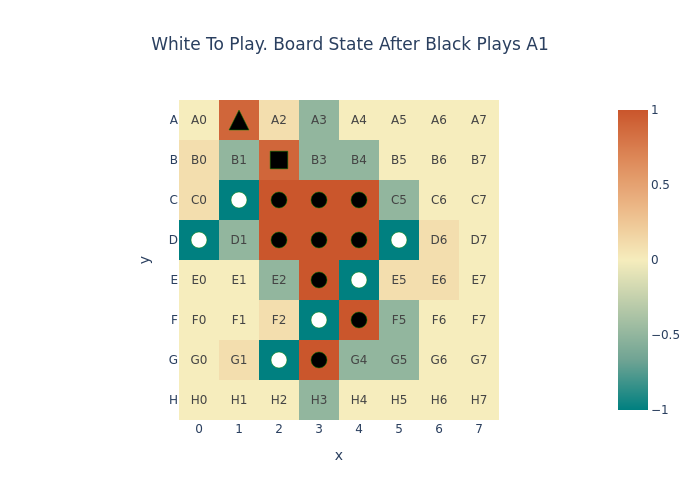 White To Play. Board State After Black Plays A1
A A0 A2 A3 A4 A5 A6 A7
B B0 B1 B3 B4 B5 B6 B7
C C0 C5 C6 C7
D D1 D6 D7
E E0 E1 E2 E5 E6 E7
F F0 F1 F2 F5 F6 F7
G G0 G1 G4 G5 G6 G7
H H0 H1 H2 H3 H4 H5 H6 H7
0 1 2 3 4 5 6 7
x
y
1
0.5
0
−0.5
−1